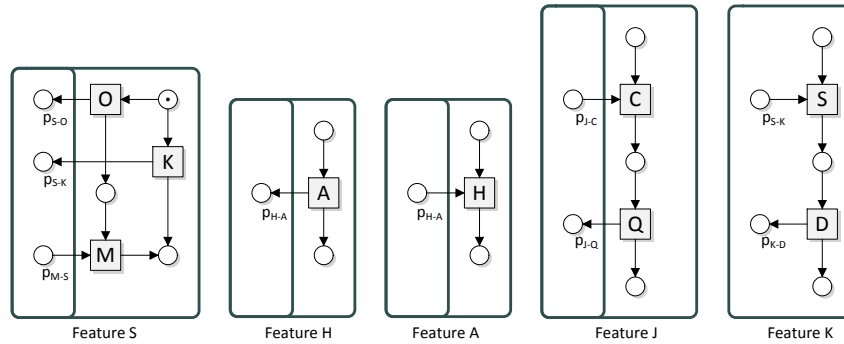 O
p_S-O
K
p_S-K
M
p_M-S
Feature S
A
p_H-A
Feature H
H
p_H-A
Feature A
C
p_J-C
Q
p_J-Q
Feature J
S
p_S-K
D
p_K-D
Feature K